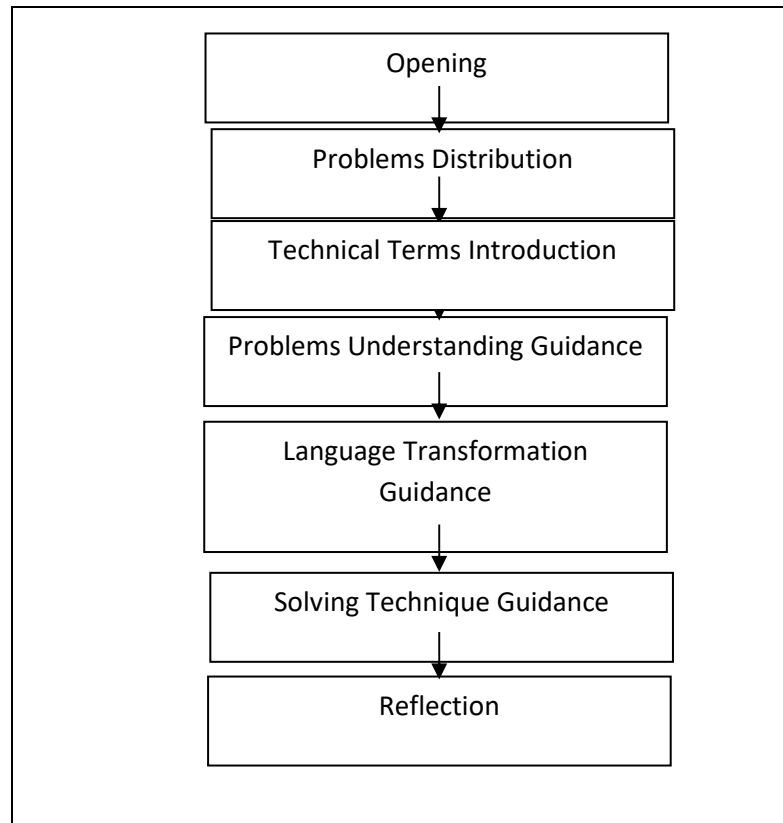 Opening
Problems Distribution
Technical Terms Introduction
Problems Understanding Guidance
Language Transformation
Guidance
Solving Technique Guidance
Reflection